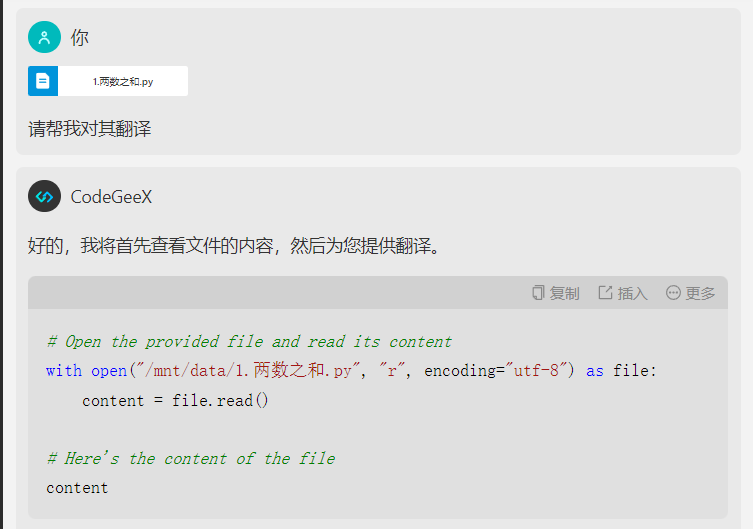 你
1.两数之和.py
请帮我对其翻译
CodeGeeX
好的，我将首先查看文件的内容，然后为您提供翻译。
复制 插入 更多
# Open the provided file and read its content
with open("/mnt/data/1.两数之和.py", "r", encoding="utf-8") as file:
    content = file.read()
# Here's the content of the file
content